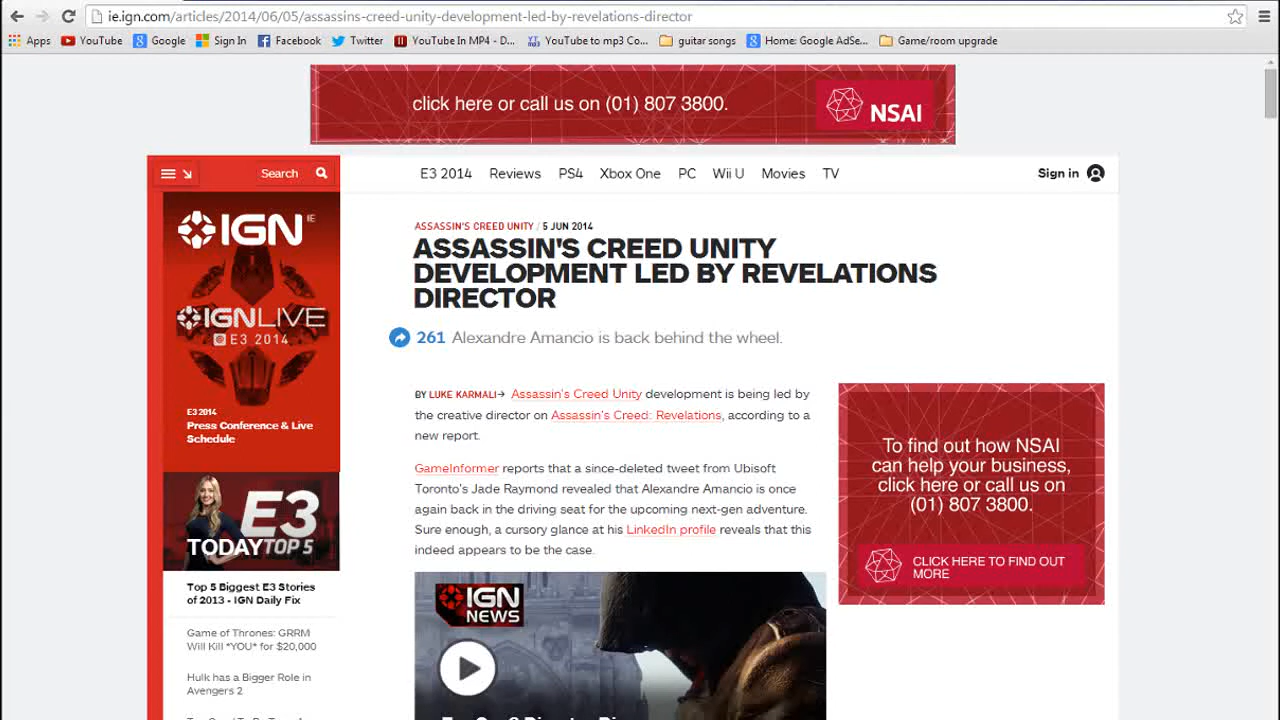 ie.ign.com/articles/2014/06/05/assassins-creed-unity-development-led-by-revelations-director
Apps YouTube Google Sign In Facebook Twitter YouTube In MP4 - D... YouTube to mp3 Co... guitar songs Home: Google AdSe... Game/room upgrade
click here or call us on (01) 807 3800.
NSAI
Search
E3 2014 Reviews PS4 Xbox One PC Wii U Movies TV
Sign in
IGN IE
IGN LIVE
E3 2014
E3 2014
Press Conference & Live
Schedule
E3
TODAY TOP 5
Top 5 Biggest E3 Stories
of 2013 - IGN Daily Fix
Game of Thrones: GRRM
Will Kill *YOU* for $20,000
Hulk has a Bigger Role in
Avengers 2
ASSASSIN'S CREED UNITY / 5 JUN 2014
ASSASSIN'S CREED UNITY
DEVELOPMENT LED BY REVELATIONS
DIRECTOR
261 Alexandre Amancio is back behind the wheel.
BY LUKE KARMALI Assassin's Creed Unity development is being led by
the creative director on Assassin's Creed: Revelations, according to a
new report.
GameInformer reports that a since-deleted tweet from Ubisoft
Toronto's Jade Raymond revealed that Alexandre Amancio is once
again back in the driving seat for the upcoming next-gen adventure.
Sure enough, a cursory glance at his LinkedIn profile reveals that this
indeed appears to be the case.
IGN
NEWS
To find out how NSAI
can help your business,
click here or call us on
(01) 807 3800.
CLICK HERE TO FIND OUT
MORE